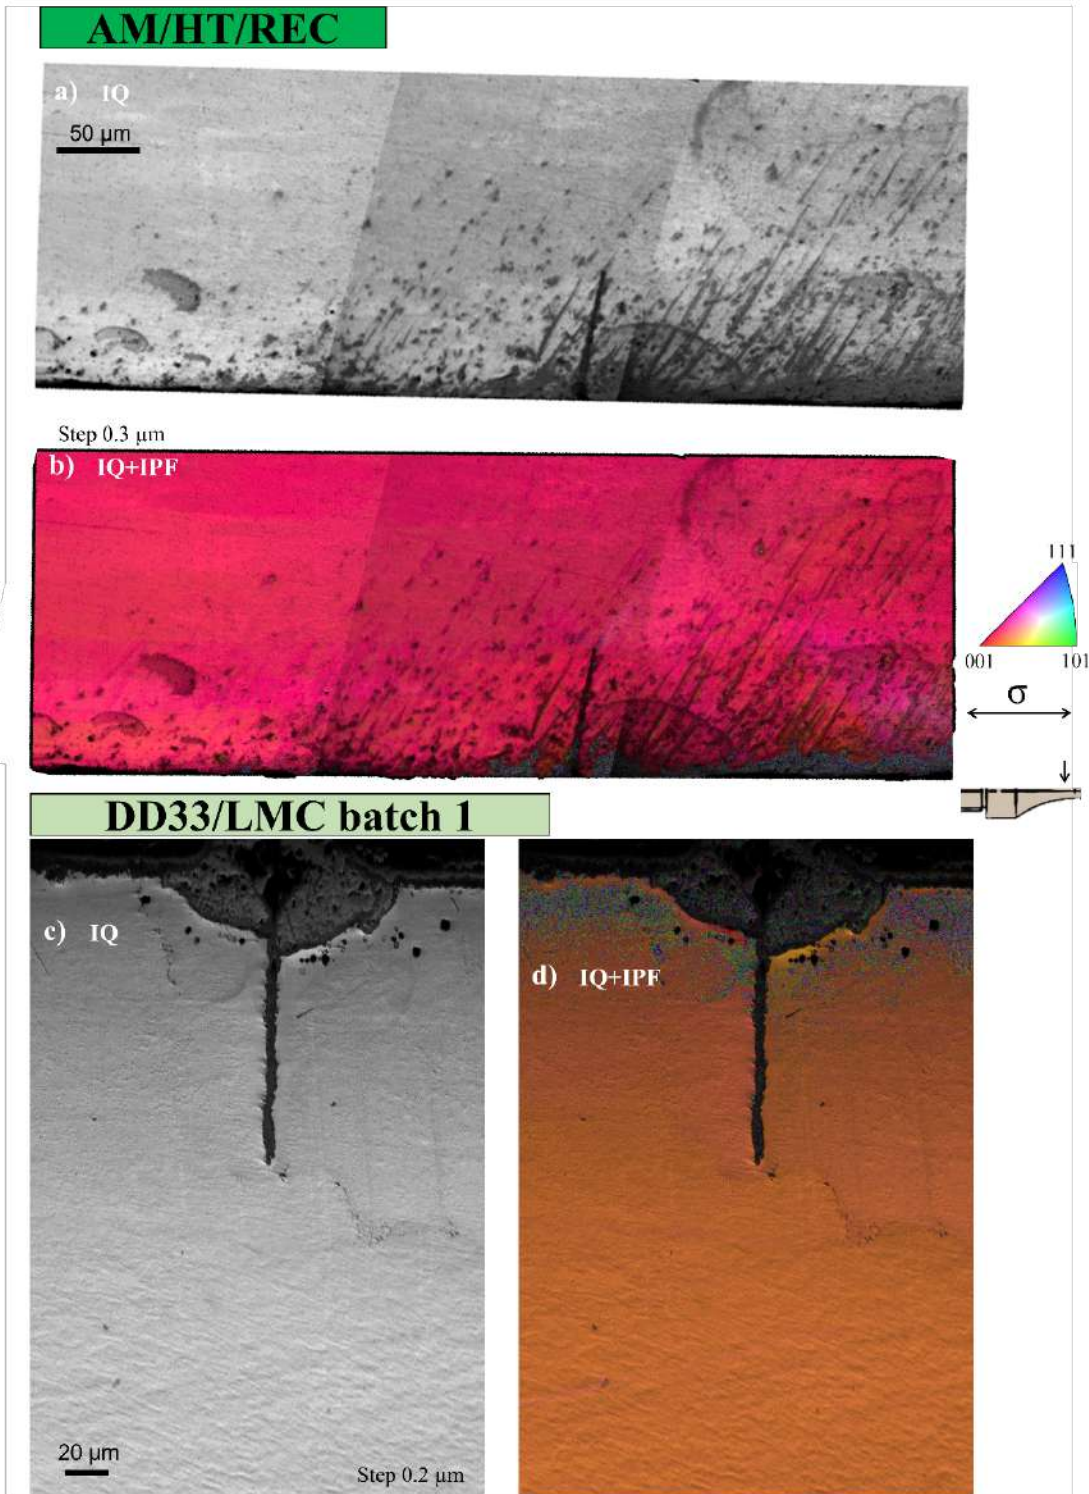 AM/HT/REC
a) IQ
50 µm
Step 0.3 µm
b) IQ+IPF
111
001 101
σ
DD33/LMC batch 1
c) IQ
d) IQ+IPF
20 µm
Step 0.2 µm